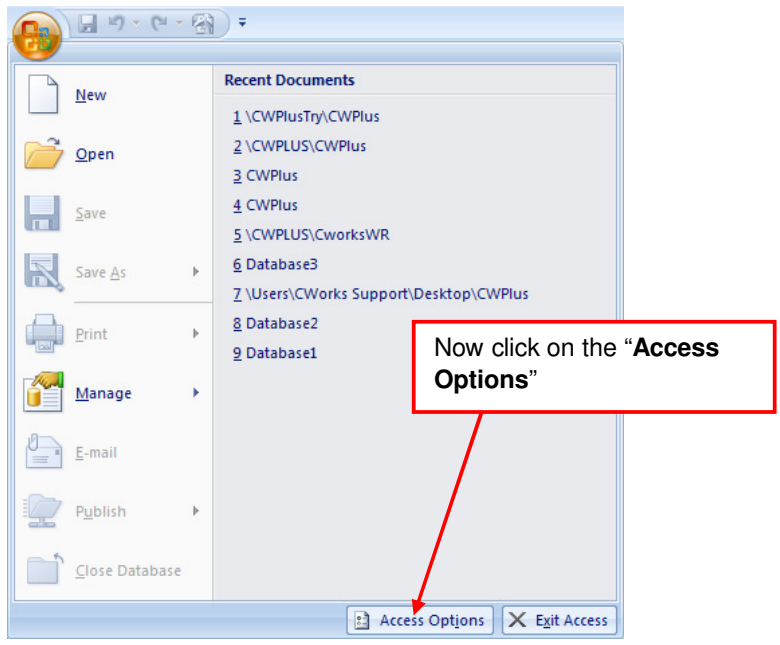 New
Open
Save
Save As
Print
Manage
E-mail
Publish
Close Database
Recent Documents
1 \CWPlusTry\CWPlus
2 \CWPLUS\CWPlus
3 CWPlus
4 CWPlus
5 \CWPLUS\CworksWR
6 Database3
7 \Users\CWorks Support\Desktop\CWPlus
8 Database2
9 Database1
Now click on the “Access
Options”
Access Options
Exit Access